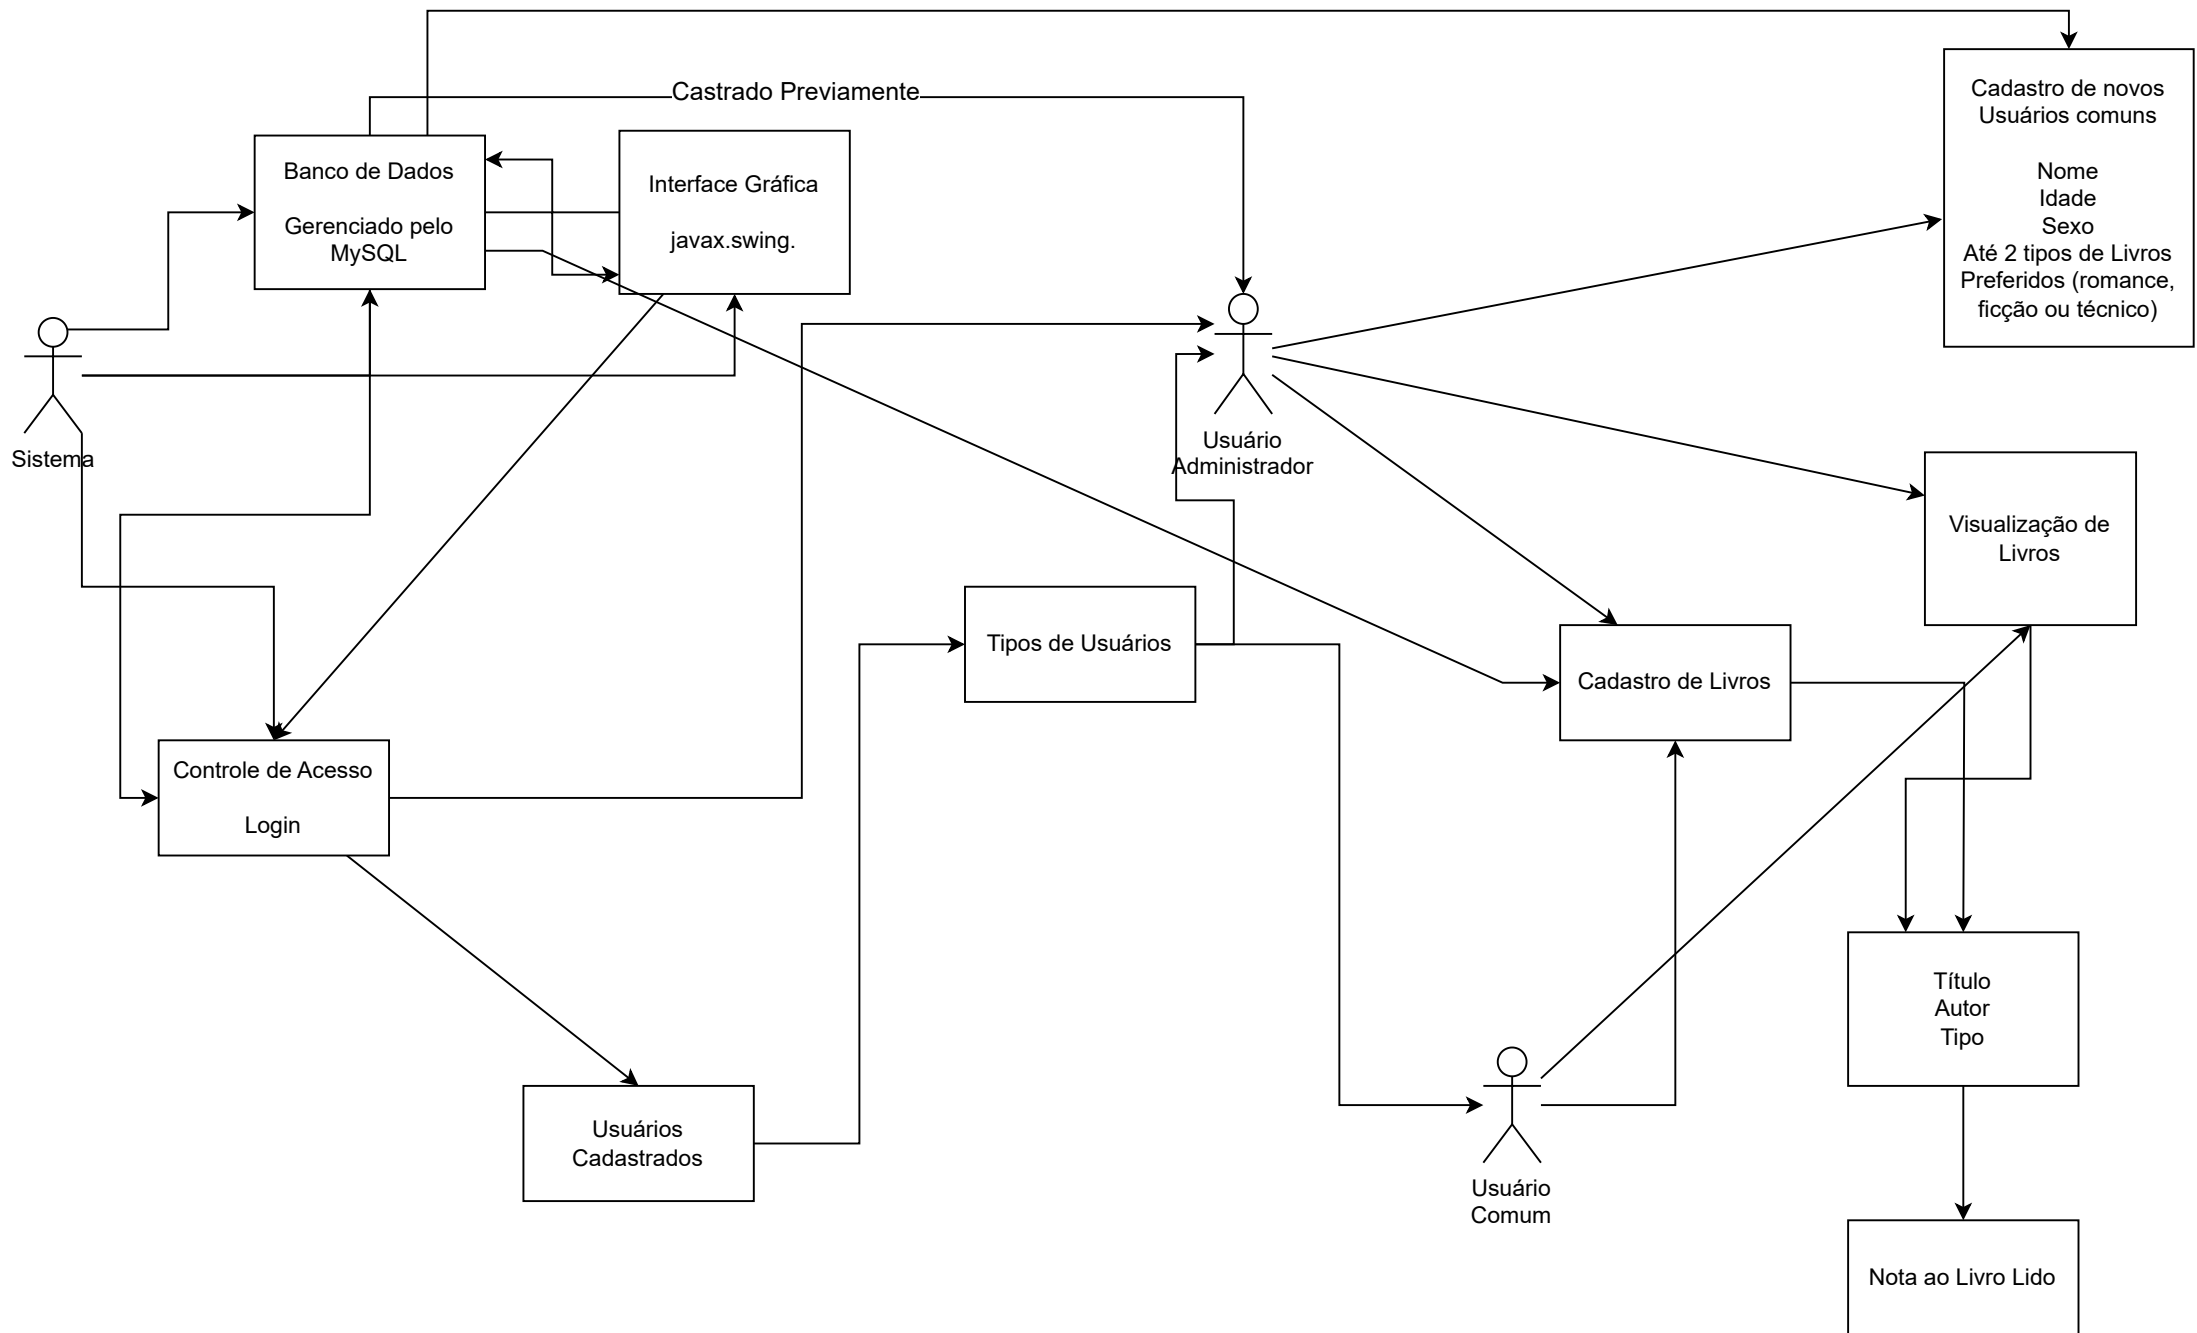 Castrado Previamente
Banco de Dados
Gerenciado pelo
MySQL
Interface Gráfica
javax.swing.
Cadastro de novos
Usuários comuns
Nome
Idade
Sexo
Até 2 tipos de Livros
Preferidos (romance,
ficção ou técnico)
Sistema
Usuário
Administrador
Visualização de
Livros
Tipos de Usuários
Cadastro de Livros
Controle de Acesso
Login
Título
Autor
Tipo
Usuários
Cadastrados
Usuário
Comum
Nota ao Livro Lido